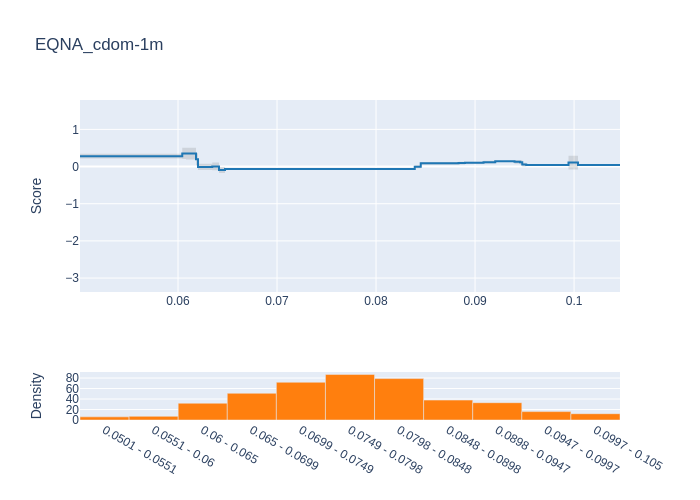 EQNA_cdom-1m
Score
1
0
−1
−2
−3
0.06 0.07 0.08 0.09 0.1
Density
80
60
40
20
0
0.0501 - 0.0551
0.0551 - 0.06
0.06 - 0.065
0.065 - 0.0699
0.0699 - 0.0749
0.0749 - 0.0798
0.0798 - 0.0848
0.0848 - 0.0898
0.0898 - 0.0947
0.0947 - 0.0997
0.0997 - 0.105